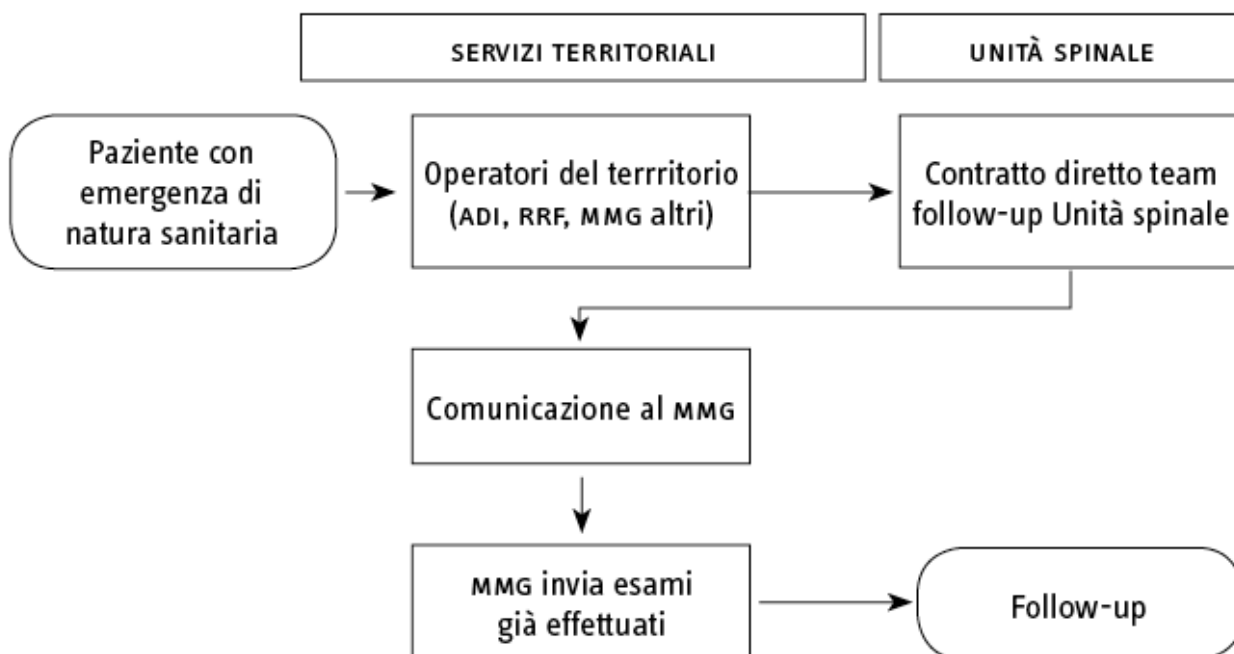 SERVIZI TERRITORIALI
UNITÀ SPINALE
Paziente con
emergenza di
natura sanitaria
Operatori del terrritorio
(ADI, RRF, MMG altri)
Contratto diretto team
follow-up Unità spinale
Comunicazione al MMG
MMG invia esami
già effettuati
Follow-up